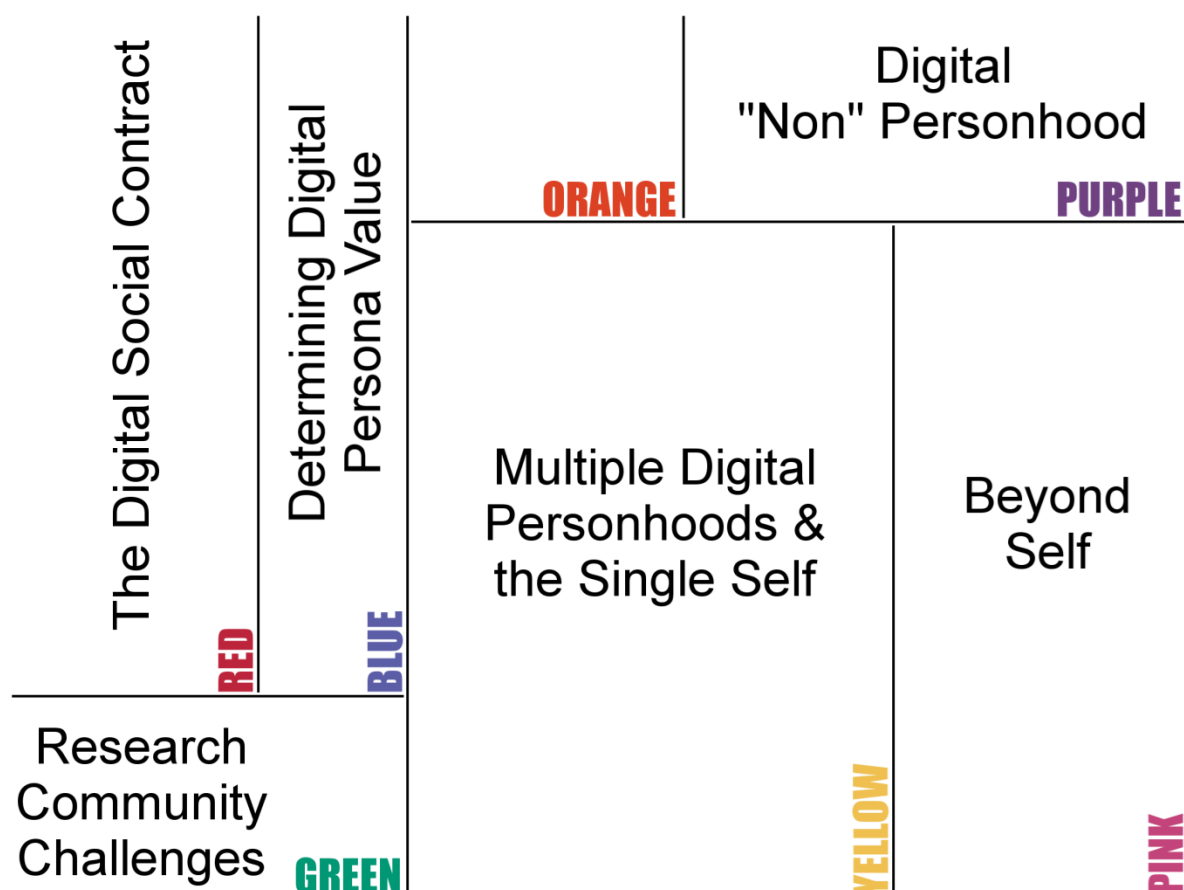 The Digital Social Contract
RED
Determining Digital
Persona Value
BLUE
ORANGE
Digital
"Non" Personhood
PURPLE
Multiple Digital
Personhoods &
the Single Self
YELLOW
Beyond
Self
PINK
Research
Community
Challenges
GREEN